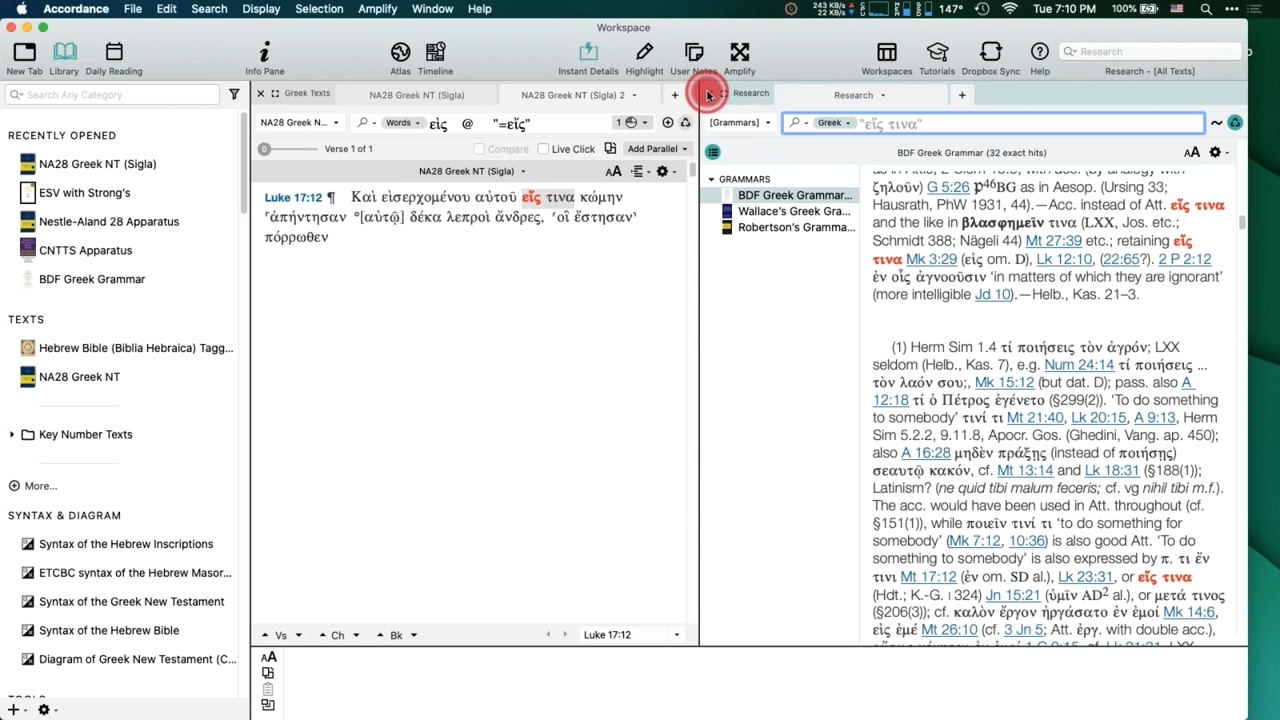 Accordance File Edit Search Display Selection Amplify Window Help 243 KB/s 22 KB/s 147° Tue 7:10 PM 100%
Workspace
New Tab Library Daily Reading Info Pane Atlas Timeline Instant Details Highlight User Notes Amplify Workspaces Tutorials Dropbox Sync Help Research
Research - [All Texts]
Search Any Category
RECENTLY OPENED
NA28 Greek NT (Sigla)
ESV with Strong's
Nestle-Aland 28 Apparatus
CNTTS Apparatus
BDF Greek Grammar
TEXTS
Hebrew Bible (Biblia Hebraica) Tagg...
NA28 Greek NT
Key Number Texts
More...
SYNTAX & DIAGRAM
Syntax of the Hebrew Inscriptions
ETCBC syntax of the Hebrew Masor...
Syntax of the Greek New Testament
Syntax of the Hebrew Bible
Diagram of Greek New Testament (C...
Greek Texts NA28 Greek NT (Sigla) NA28 Greek NT (Sigla) 2
NA28 Greek N... Words εἰς @ "=εἴς" 1
Verse 1 of 1 Compare Live Click Add Parallel
NA28 Greek NT (Sigla) AA
Luke 17:12 ¶ Καὶ εἰσερχομένου αὐτοῦ εἴς τινα κώμην
⸀ἀπήντησαν °[αὐτῷ] δέκα λεπροὶ ἄνδρες, ⸂οἳ ἔστησαν⸃
πόρρωθεν
Vs Ch Bk Luke 17:12
AA
Research Research
[Grammars] Greek "εἴς τινα"
BDF Greek Grammar (32 exact hits) AA
GRAMMARS
BDF Greek Grammar...
Wallace's Greek Gra...
Robertson's Gramma...
ζηλοῦν) G 5:26 𝔓46BG as in Aesop. (Ursing 33;
Hausrath, PhW 1931, 44).—Acc. instead of Att. εἴς τινα
and the like in βλασφημεῖν τινα (LXX, Jos. etc.;
Schmidt 388; Nägeli 44) Mt 27:39 etc.; retaining εἴς
τινα Mk 3:29 (εἰς om. D), Lk 12:10, (22:65?). 2 P 2:12
ἐν οἷς ἀγνοοῦσιν 'in matters of which they are ignorant'
(more intelligible Jd 10).—Helb., Kas. 21–3.
(1) Herm Sim 1.4 τί ποιήσεις τὸν ἀγρόν; LXX
seldom (Helb., Kas. 7), e.g. Num 24:14 τί ποιήσεις ...
τὸν λαόν σου;, Mk 15:12 (but dat. D); pass. also A
12:18 τί ὁ Πέτρος ἐγένετο (§299(2)). 'To do something
to somebody' τινί τι Mt 21:40, Lk 20:15, A 9:13, Herm
Sim 5.2.2, 9.11.8, Apocr. Gos. (Ghedini, Vang. ap. 450);
also A 16:28 μηδὲν πράξῃς (instead of ποιήσῃς)
σεαυτῷ κακόν, cf. Mt 13:14 and Lk 18:31 (§188(1));
Latinism? (ne quid tibi malum feceris; cf. vg nihil tibi m.f.).
The acc. would have been used in Att. throughout (cf.
§151(1)), while ποιεῖν τινί τι 'to do something for
somebody' (Mk 7:12, 10:36) is also good Att. 'To do
something to somebody' is also expressed by π. τι ἔν
τινι Mt 17:12 (ἐν om. SD al.), Lk 23:31, or εἴς τινα
(Hdt.; K.-G. I 324) Jn 15:21 (ὑμῖν AD2 al.), or μετά τινος
(§206(3)); cf. καλὸν ἔργον ἠργάσατο ἐν ἐμοί Mk 14:6,
εἰς ἐμέ Mt 26:10 (cf. 3 Jn 5; Att. ἐργ. with double acc.),